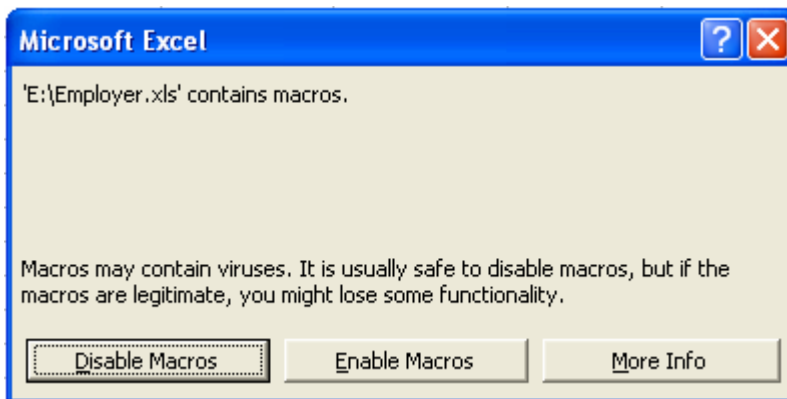 Microsoft Excel
'E:\Employer.xls' contains macros.
Macros may contain viruses. It is usually safe to disable macros, but if the
macros are legitimate, you might lose some functionality.
Disable Macros Enable Macros More Info